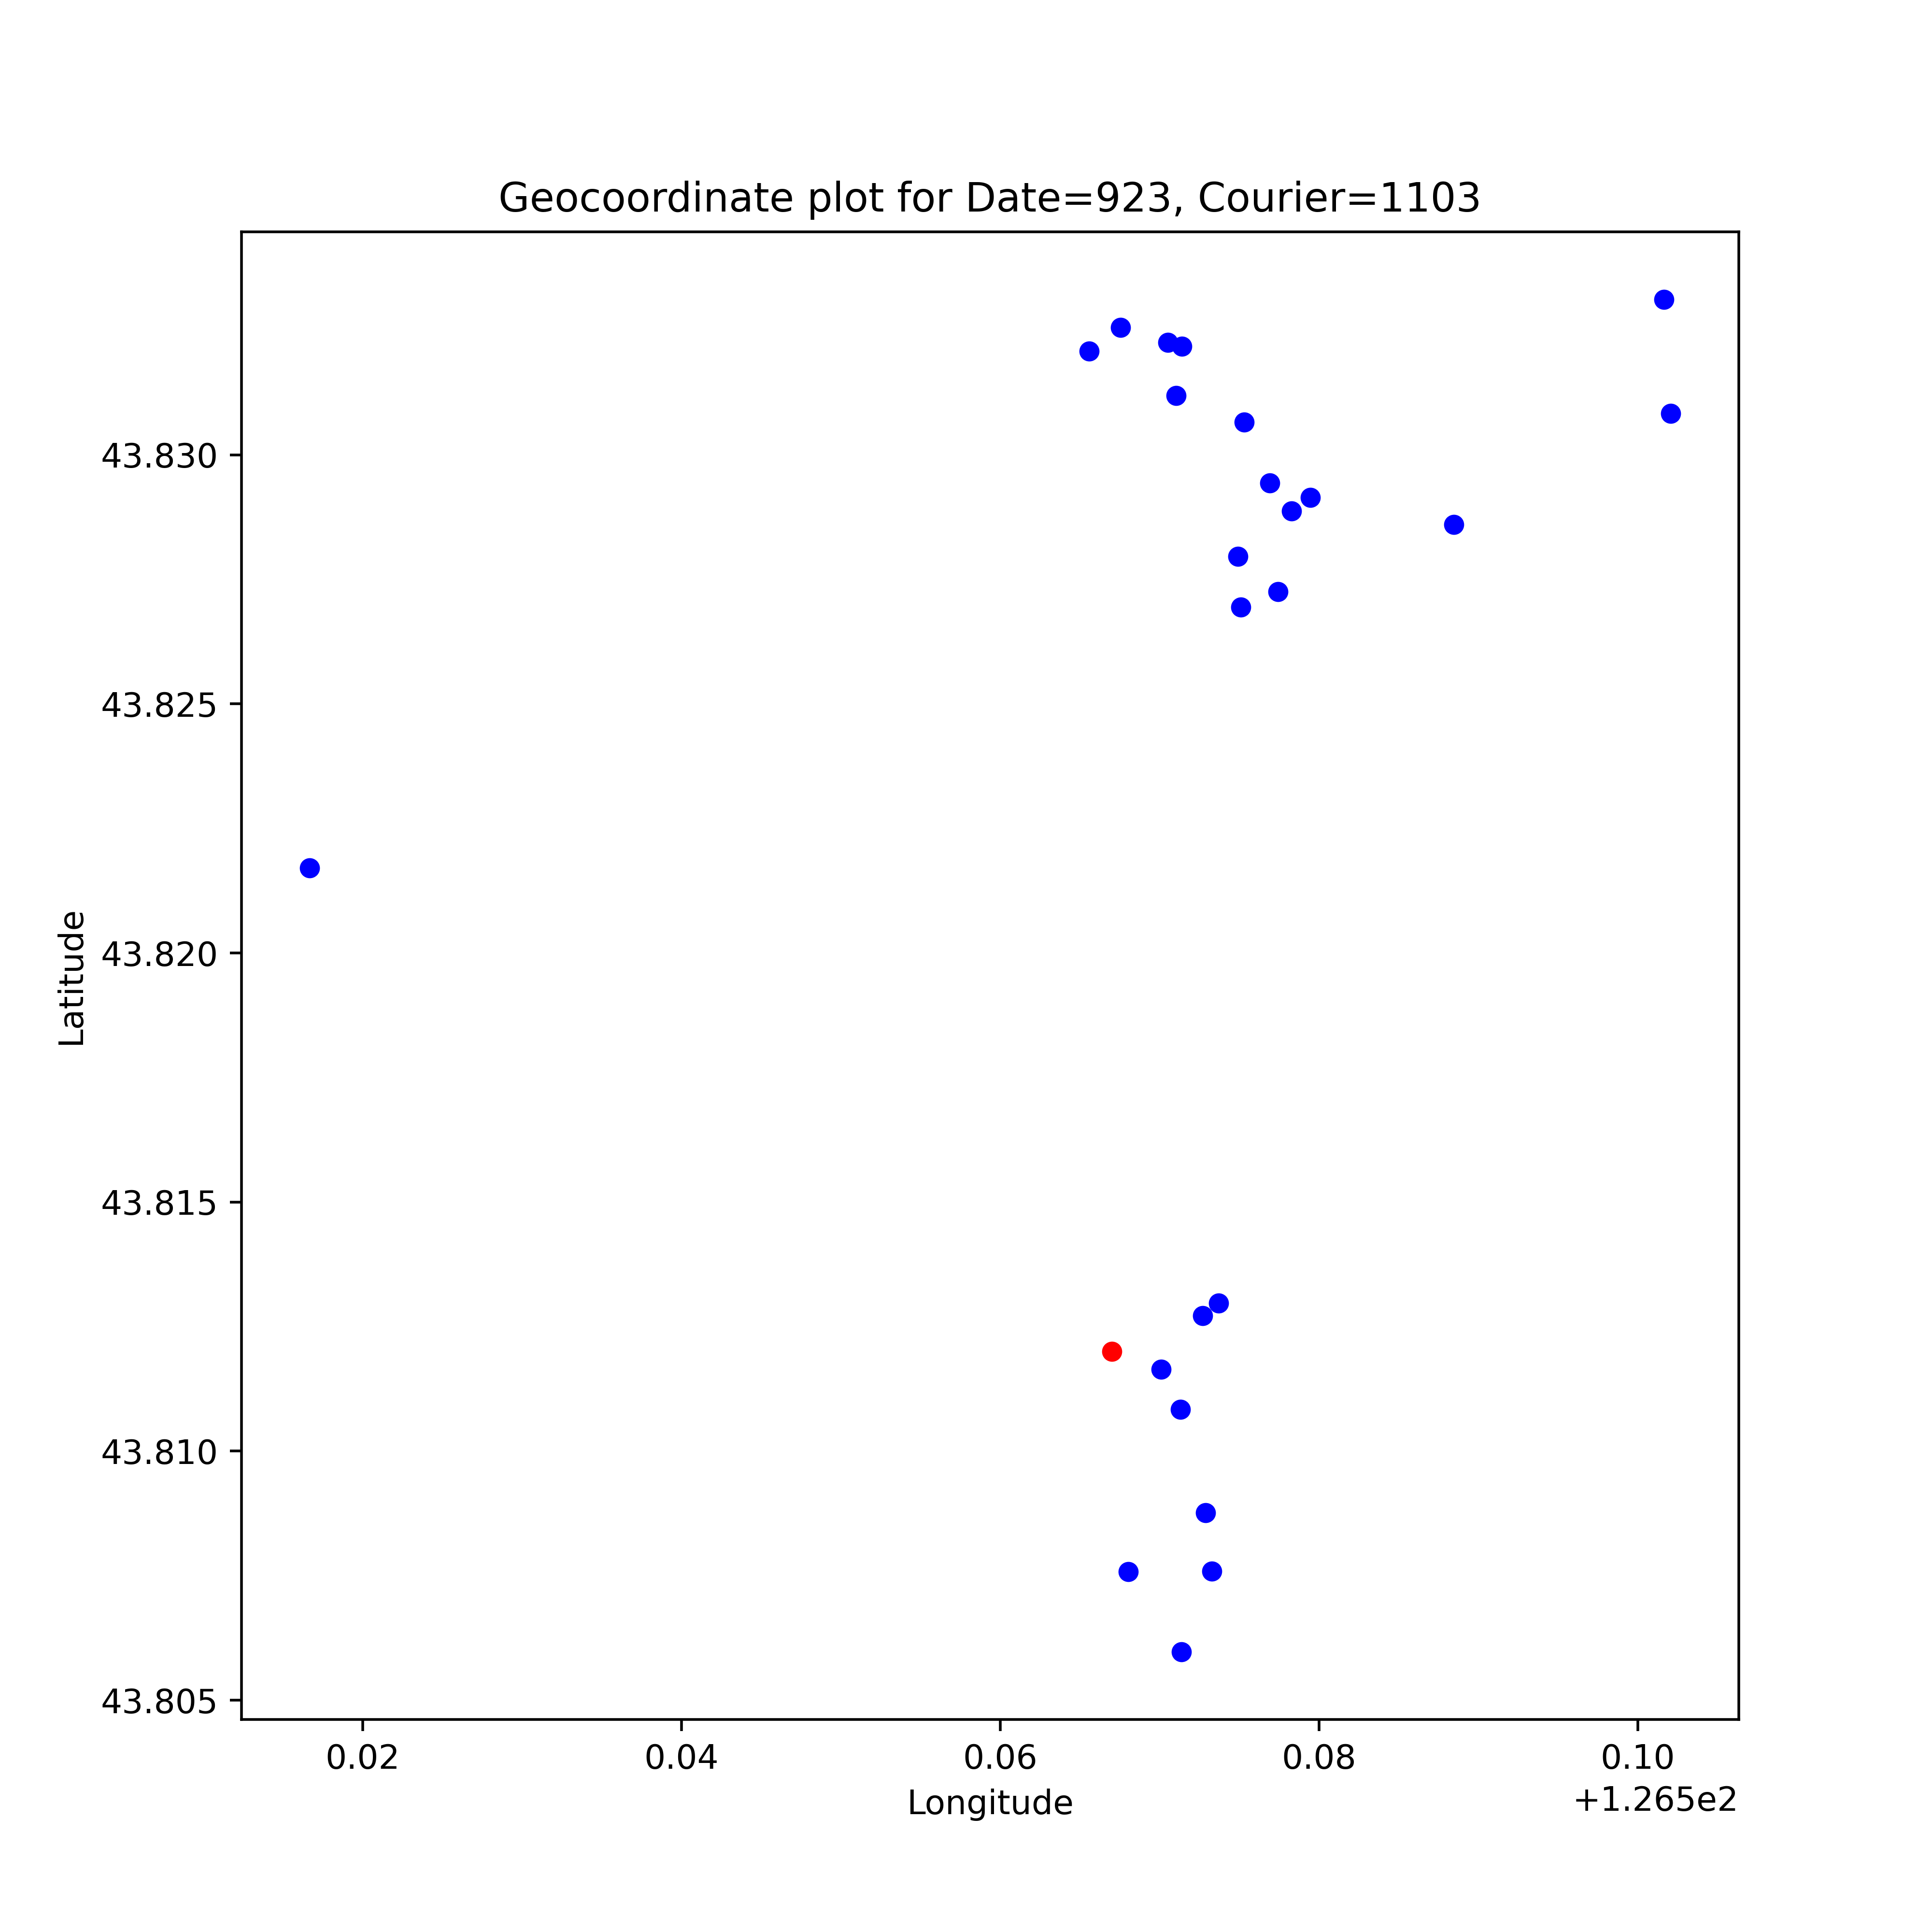 Geocoordinate plot for Date=923, Courier=1103
43.830
43.825
43.820
43.815
43.810
43.805
Latitude
0.02 0.04 0.06 0.08 0.10
+1.265e2
Longitude